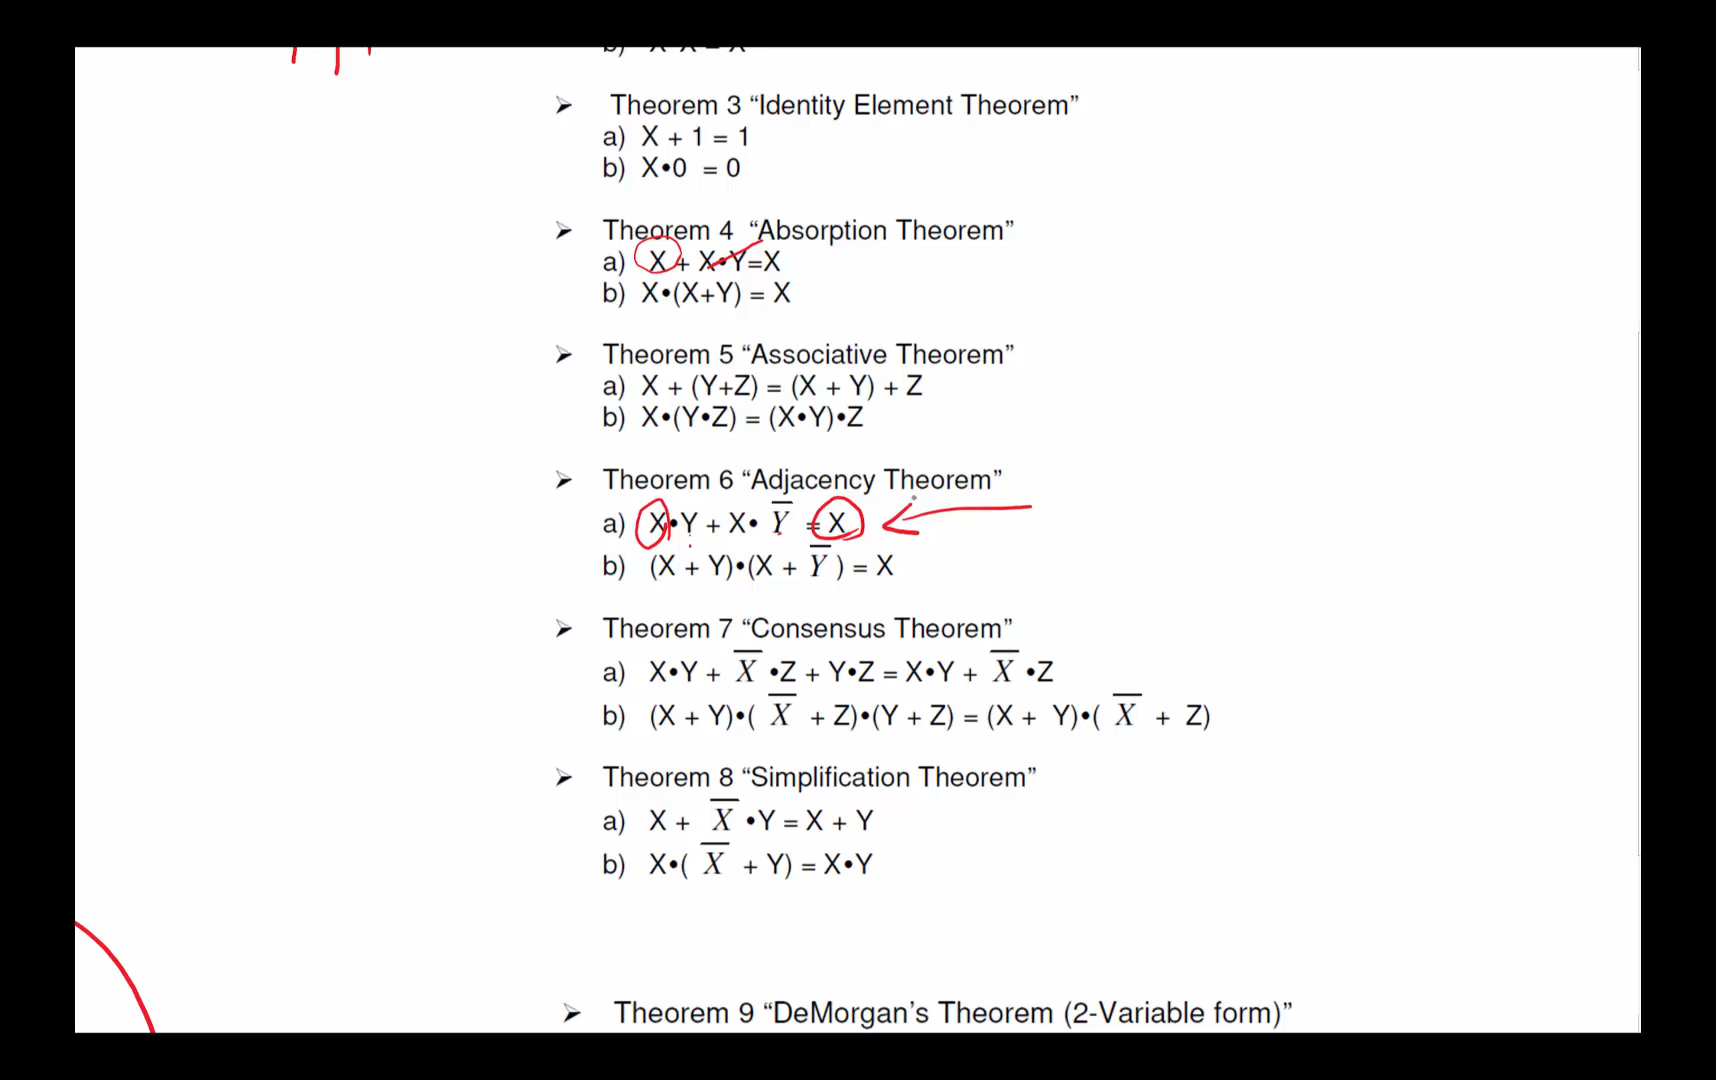 ➢ Theorem 3 “Identity Element Theorem”
a) X + 1 = 1
b) X•0 = 0
➢ Theorem 4 “Absorption Theorem”
a) X + X•Y=X
b) X•(X+Y) = X
➢ Theorem 5 “Associative Theorem”
a) X + (Y+Z) = (X + Y) + Z
b) X•(Y•Z) = (X•Y)•Z
➢ Theorem 6 “Adjacency Theorem”
a) X•Y + X• Y̅ = X
b) (X + Y)•(X + Y̅ ) = X
➢ Theorem 7 “Consensus Theorem”
a) X•Y + X̅ •Z + Y•Z = X•Y + X̅ •Z
b) (X + Y)•( X̅ + Z)•(Y + Z) = (X + Y)•( X̅ + Z)
➢ Theorem 8 “Simplification Theorem”
a) X + X̅ •Y = X + Y
b) X•( X̅ + Y) = X•Y
➢ Theorem 9 “DeMorgan’s Theorem (2-Variable form)”